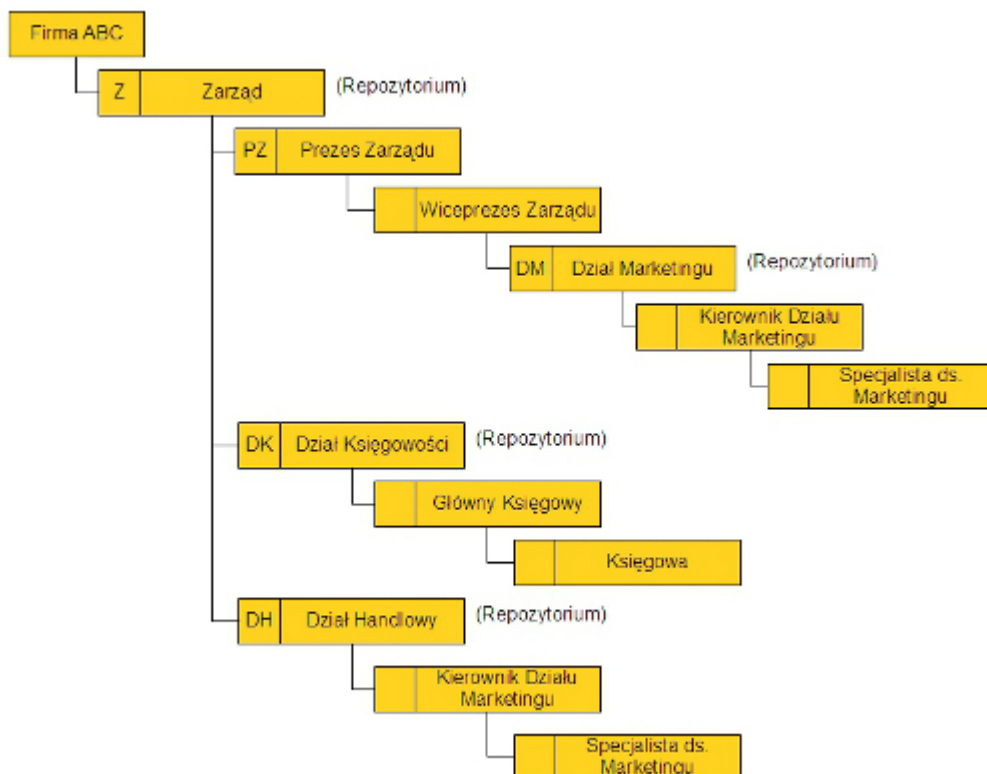 Firma ABC
Z Zarząd (Repozytorium)
PZ Prezes Zarządu
Wiceprezes Zarządu
DM Dział Marketingu (Repozytorium)
Kierownik Działu
Marketingu
Specjalista ds.
Marketingu
DK Dział Księgowości (Repozytorium)
Główny Księgowy
Księgowa
DH Dział Handlowy (Repozytorium)
Kierownik Działu
Marketingu
Specjalista ds.
Marketingu